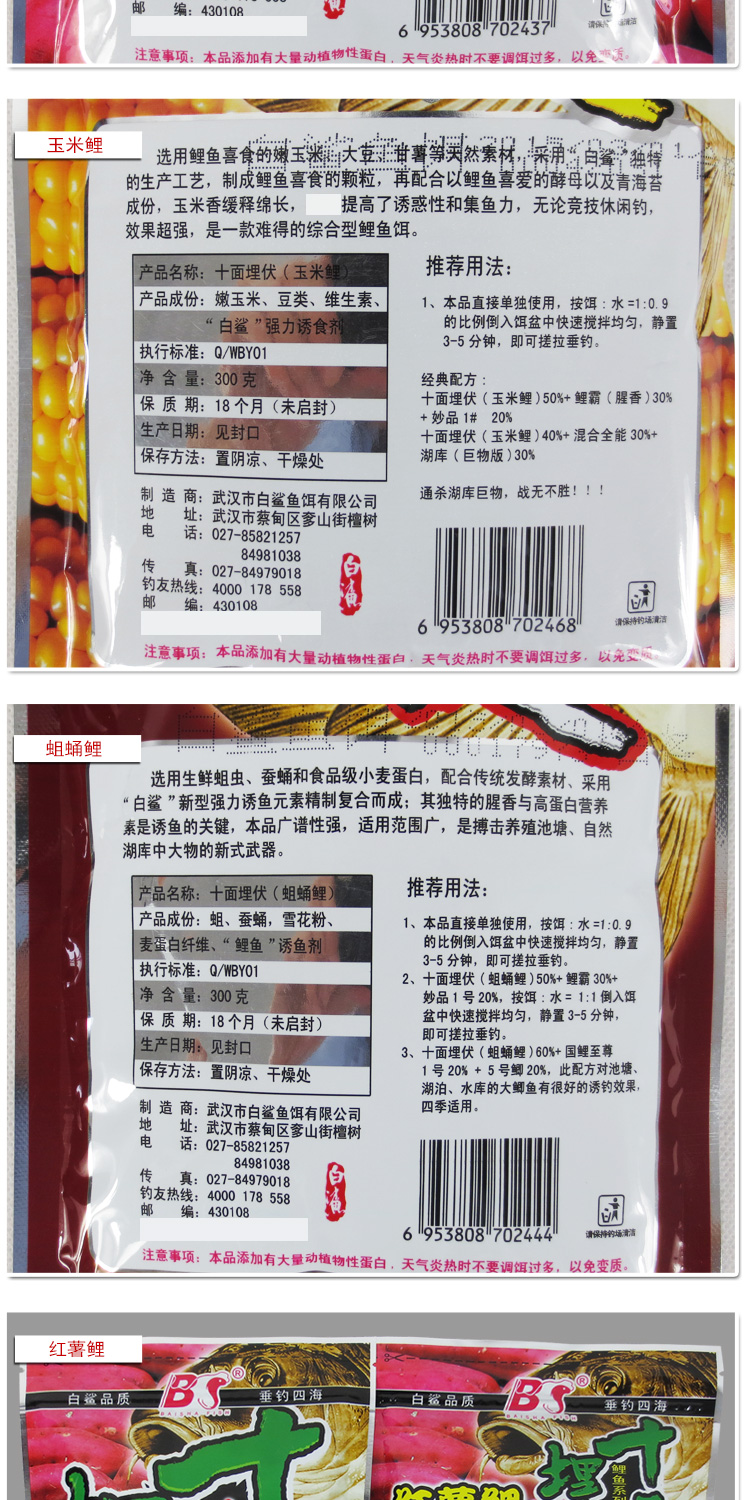 邮 编: 430108
6 953808 702437
请保持钓场清洁
注意事项: 本品添加有大量动植物性蛋白, 天气炎热时不要调饵过多, 以免变质。
玉米鲤
选用鲤鱼喜食的嫩玉米, 大豆, 甘薯等天然素材, 采用“白鲨”独特
的生产工艺, 制成鲤鱼喜食的颗粒, 再配合以鲤鱼喜爱的酵母以及青海苔
成份, 玉米香缓释绵长, 提高了诱惑性和集鱼力, 无论竞技休闲钓,
效果超强, 是一款难得的综合型鲤鱼饵。
产品名称: 十面埋伏(玉米鲤)
产品成份: 嫩玉米、豆类、维生素、
“白鲨”强力诱食剂
执行标准: Q/WBY01
净 含 量: 300克
保 质 期: 18个月(未启封)
生产日期: 见封口
保存方法: 置阴凉、干燥处
推荐用法:
1、本品直接单独使用, 按饵:水=1:0.9
的比例倒入饵盆中快速搅拌均匀, 静置
3-5分钟, 即可搓拉垂钓。
经典配方:
十面埋伏(玉米鲤)50%+鲤霸(腥香)30%
+妙品1# 20%
十面埋伏(玉米鲤)40%+混合全能30%+
湖库(巨物版)30%
通杀湖库巨物, 战无不胜!!!
制 造 商: 武汉市白鲨鱼饵有限公司
地 址: 武汉市蔡甸区爹山街檀树
电 话: 027-85821257
84981038
传 真: 027-84979018
钓友热线: 4000 178 558
邮 编: 430108
6 953808 702468
请保持钓场清洁
注意事项: 本品添加有大量动植物性蛋白, 天气炎热时不要调饵过多, 以免变质
蛆蛹鲤
选用生鲜蛆虫、蚕蛹和食品级小麦蛋白, 配合传统发酵素材、采用
“白鲨”新型强力诱鱼元素精制复合而成; 其独特的腥香与高蛋白营养
素是诱鱼的关键, 本品广谱性强, 适用范围广, 是搏击养殖池塘、自然
湖库中大物的新式武器。
产品名称: 十面埋伏(蛆蛹鲤)
产品成份: 蛆、蚕蛹, 雪花粉、
麦蛋白纤维、“鲤鱼”诱鱼剂
执行标准: Q/WBY01
净 含 量: 300克
保 质 期: 18个月(未启封)
生产日期: 见封口
保存方法: 置阴凉、干燥处
推荐用法:
1、本品直接单独使用, 按饵:水=1:0.9
的比例倒入饵盆中快速搅拌均匀, 静置
3-5分钟, 即可搓拉垂钓。
2、十面埋伏(蛆蛹鲤)50%+鲤霸30%+
妙品1号20%, 按饵:水=1:1倒入饵
盆中快速搅拌均匀, 静置3-5分钟,
即可搓拉垂钓。
3、十面埋伏(蛆蛹鲤)60%+国鲤至尊
1号20%+5号鲫20%, 此配方对池塘、
湖泊、水库的大鲫鱼有很好的诱钓效果,
四季适用。
制 造 商: 武汉市白鲨鱼饵有限公司
地 址: 武汉市蔡甸区爹山街檀树
电 话: 027-85821257
84981038
传 真: 027-84979018
钓友热线: 4000 178 558
邮 编: 430108
6 953808 702444
请保持钓场清洁
注意事项: 本品添加有大量动植物性蛋白, 天气炎热时不要调饵过多, 以免变质。
红薯鲤
白鲨品质 BS® 垂钓四海
BAISHA FISH
白鲨品质 BS® 垂钓四海
BAISHA FISH
十
十
埋
鲤鱼系列
红薯鲤